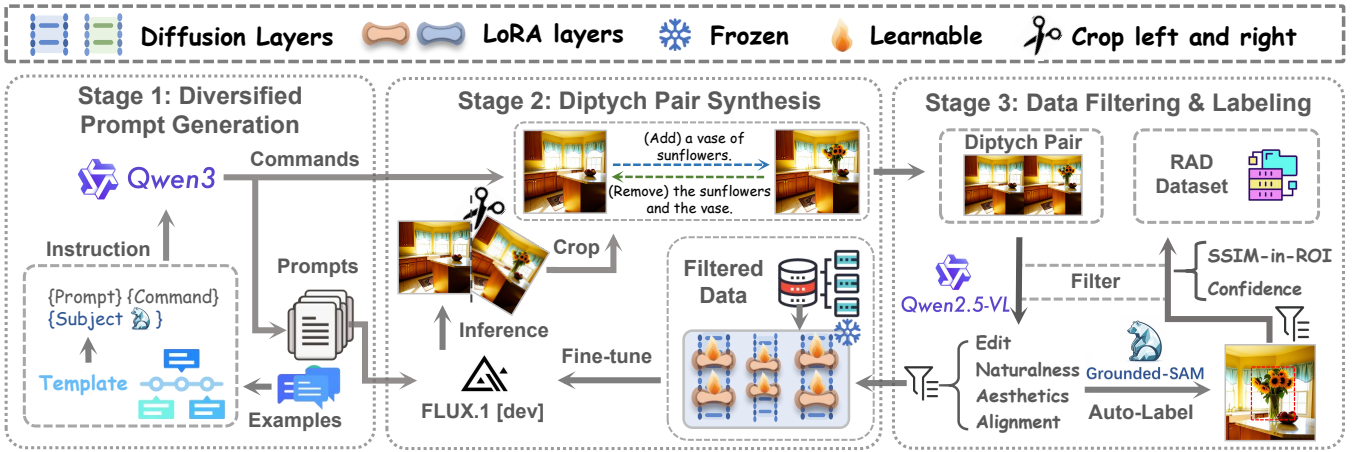 Diffusion Layers
LoRA layers
Frozen
Learnable
Crop left and right
Stage 1: Diversified
Prompt Generation
Qwen3
Commands
Instruction
{Prompt} {Command}
{Subject }
Template
Examples
Prompts
Stage 2: Diptych Pair Synthesis
(Add) a vase of
sunflowers.
(Remove) the sunflowers
and the vase.
Crop
Inference
FLUX.1 [dev]
Fine-tune
Filtered
Data
Stage 3: Data Filtering & Labeling
Diptych Pair
RAD
Dataset
Qwen2.5-VL
Filter
SSIM-in-ROI
Confidence
Edit
Naturalness
Aesthetics
Alignment
Grounded-SAM
Auto-Label